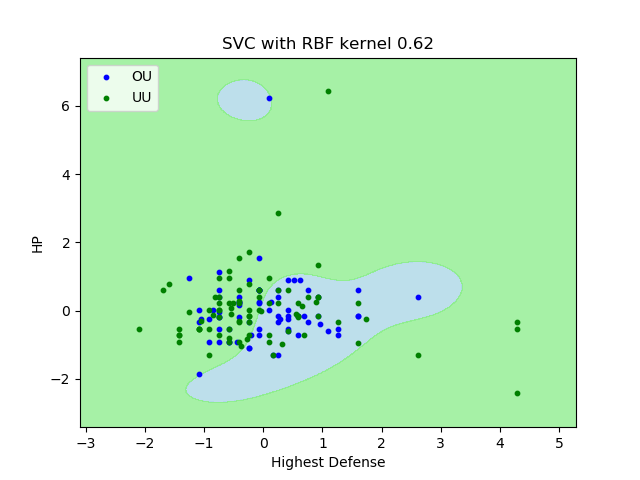 SVC with RBF kernel 0.62
OU
UU
HP
6
4
2
0
−2
−3 −2 −1 0 1 2 3 4 5
Highest Defense